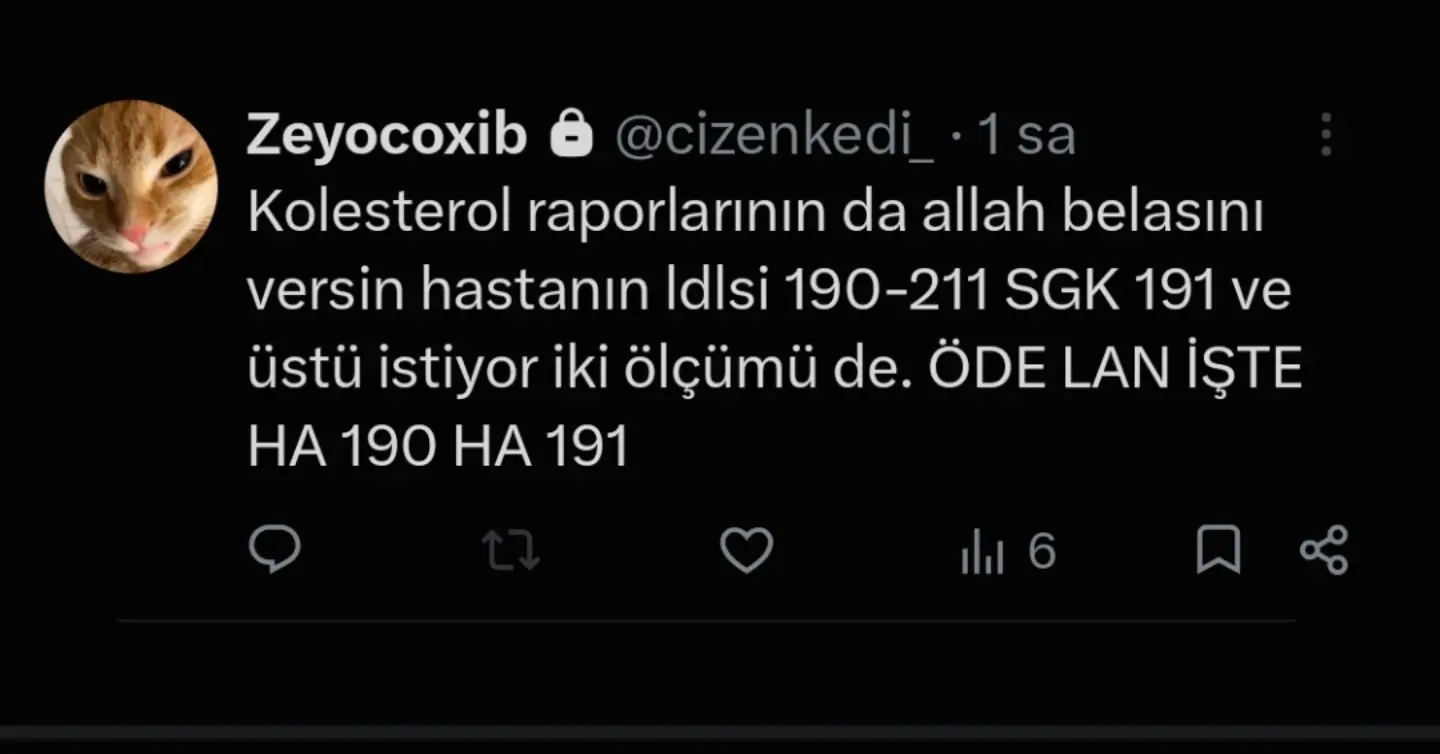 Zeyocoxib @cizenkedi_ · 1 sa
Kolesterol raporlarının da allah belasını
versin hastanın ldlsi 190-211 SGK 191 ve
üstü istiyor iki ölçümü de. ÖDE LAN İŞTE
HA 190 HA 191
6